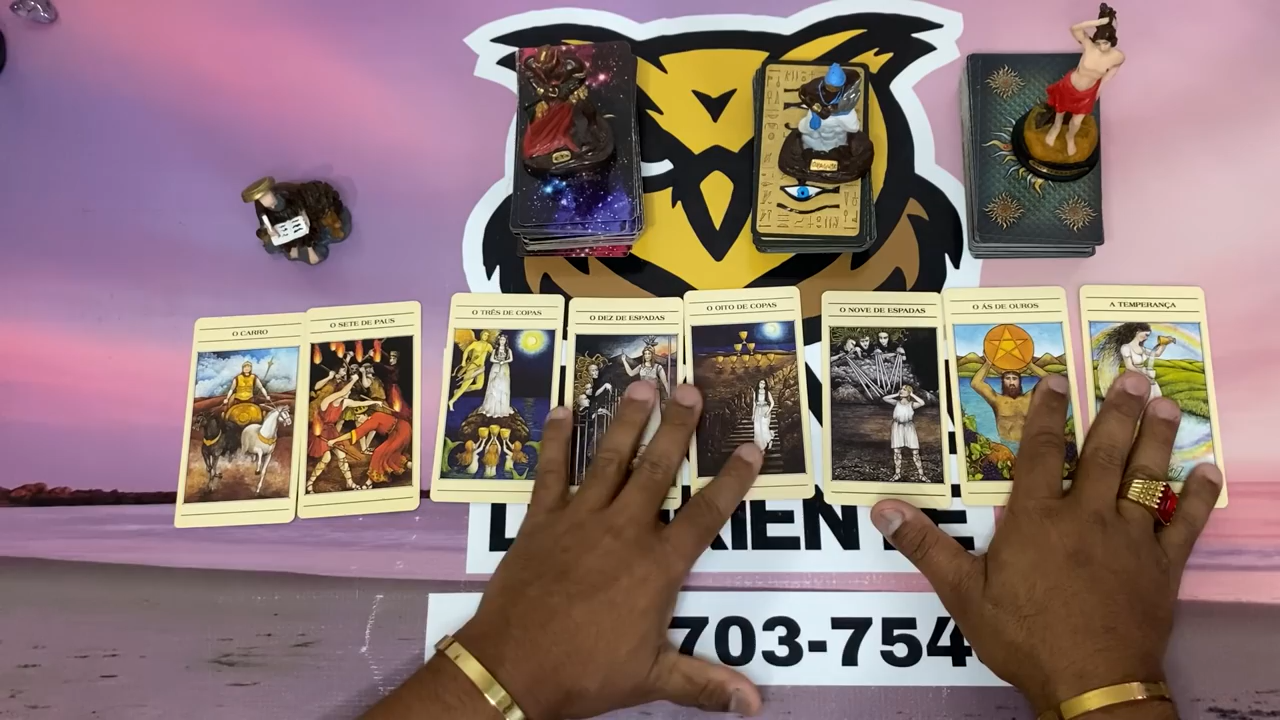 O CARRO
O SETE DE PAUS
O TRÊS DE COPAS
O DEZ DE ESPADAS
O OITO DE COPAS
O NOVE DE ESPADAS
O ÁS DE OUROS
A TEMPERANÇA
703-754